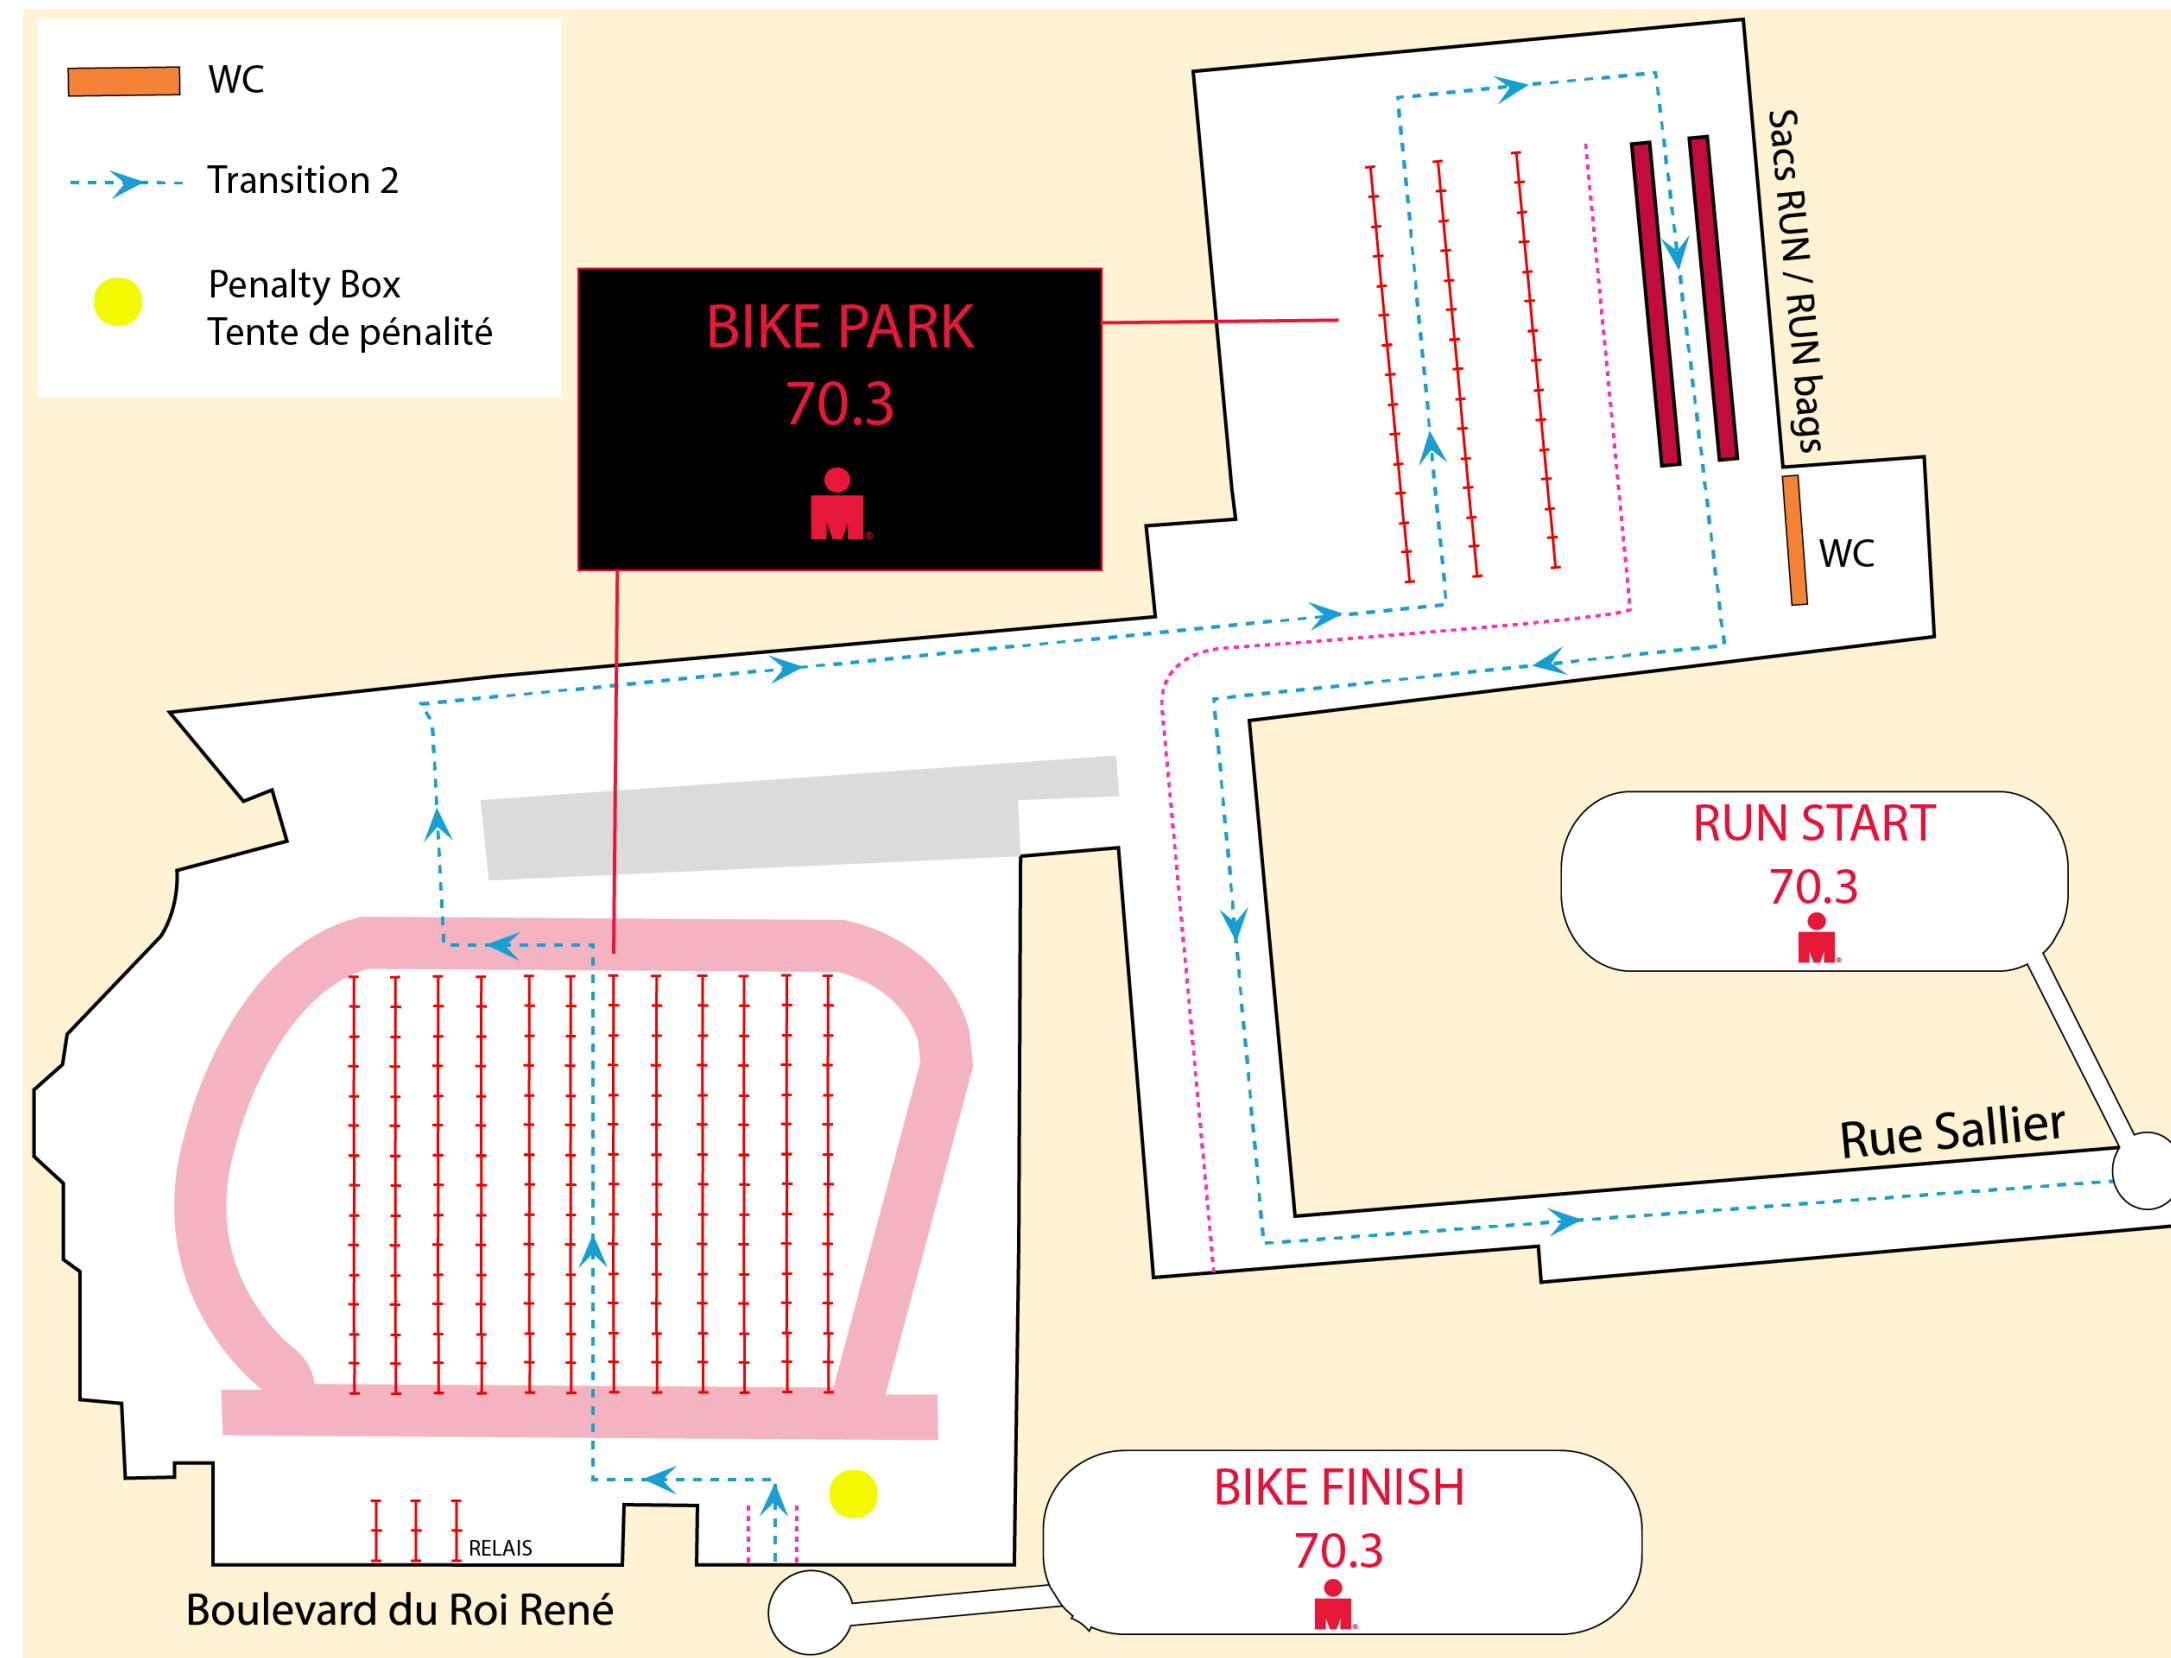 WC
Transition 2
Penalty Box
Tente de pénalité
BIKE PARK
70.3
M®
Sacs RUN / RUN bags
WC
RUN START
70.3
M®
Rue Sallier
RELAIS
Boulevard du Roi René
BIKE FINISH
70.3
M®